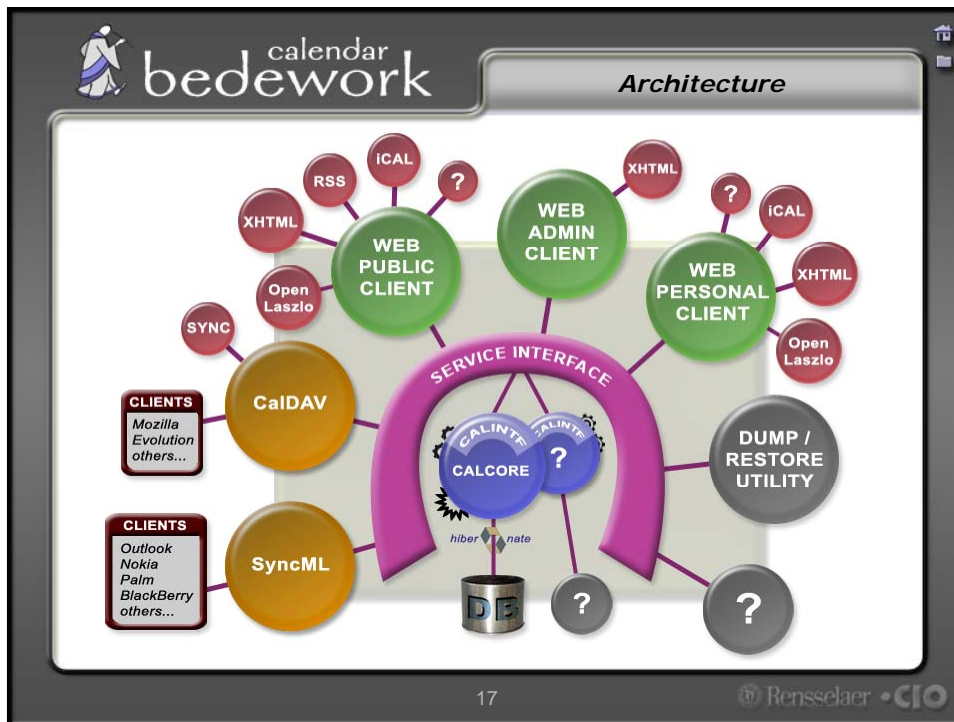 calendar
bedework
Architecture
iCAL
RSS
?
XHTML
WEB
PUBLIC
CLIENT
Open
Laszlo
XHTML
WEB
ADMIN
CLIENT
?
iCAL
XHTML
WEB
PERSONAL
CLIENT
Open
Laszlo
SYNC
SERVICE INTERFACE
CLIENTS
Mozilla
Evolution
others...
CalDAV
CALINTF
CALCORE
CALINTF
?
DUMP /
RESTORE
UTILITY
CLIENTS
Outlook
Nokia
Palm
BlackBerry
others...
SyncML
hiber nate
DB
?
?
17
Rensselaer •CIO